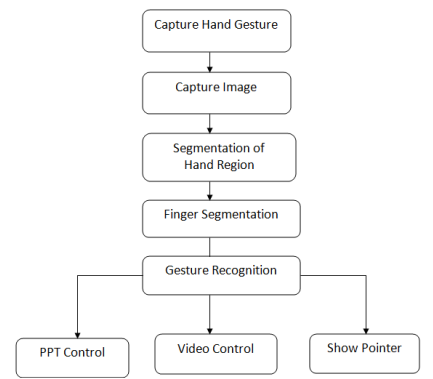 Capture Hand Gesture
Capture Image
Segmentation of
Hand Region
Finger Segmentation
Gesture Recognition
PPT Control
Video Control
Show Pointer